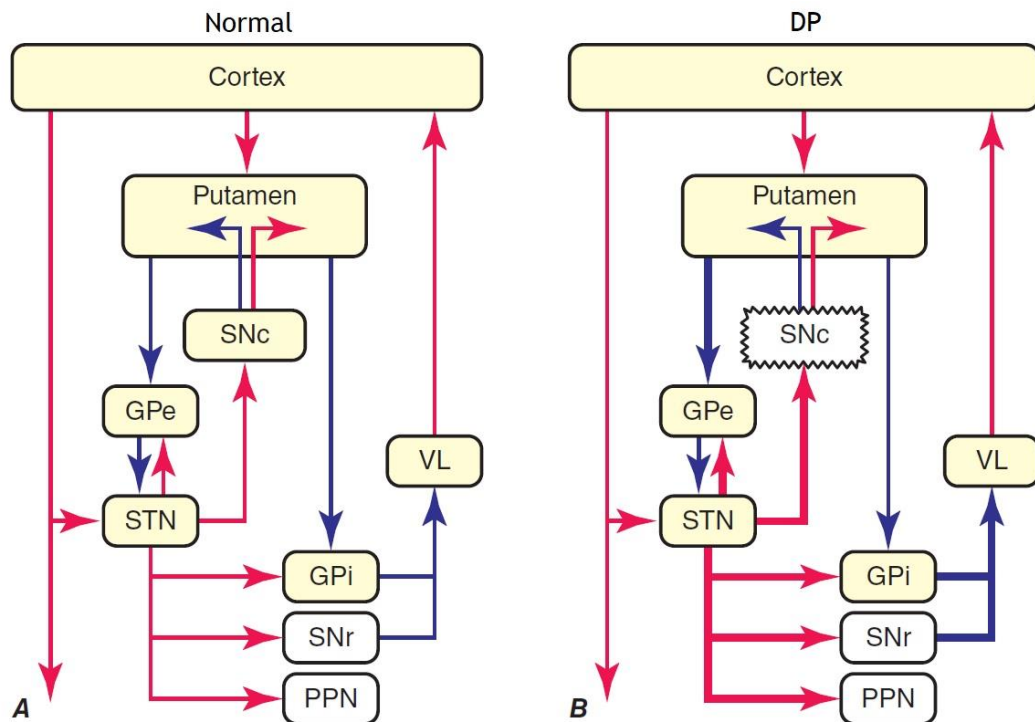 Normal
Cortex
Putamen
SNc
GPe
VL
STN
GPi
SNr
PPN
A
DP
Cortex
Putamen
SNc
GPe
VL
STN
GPi
SNr
PPN
B